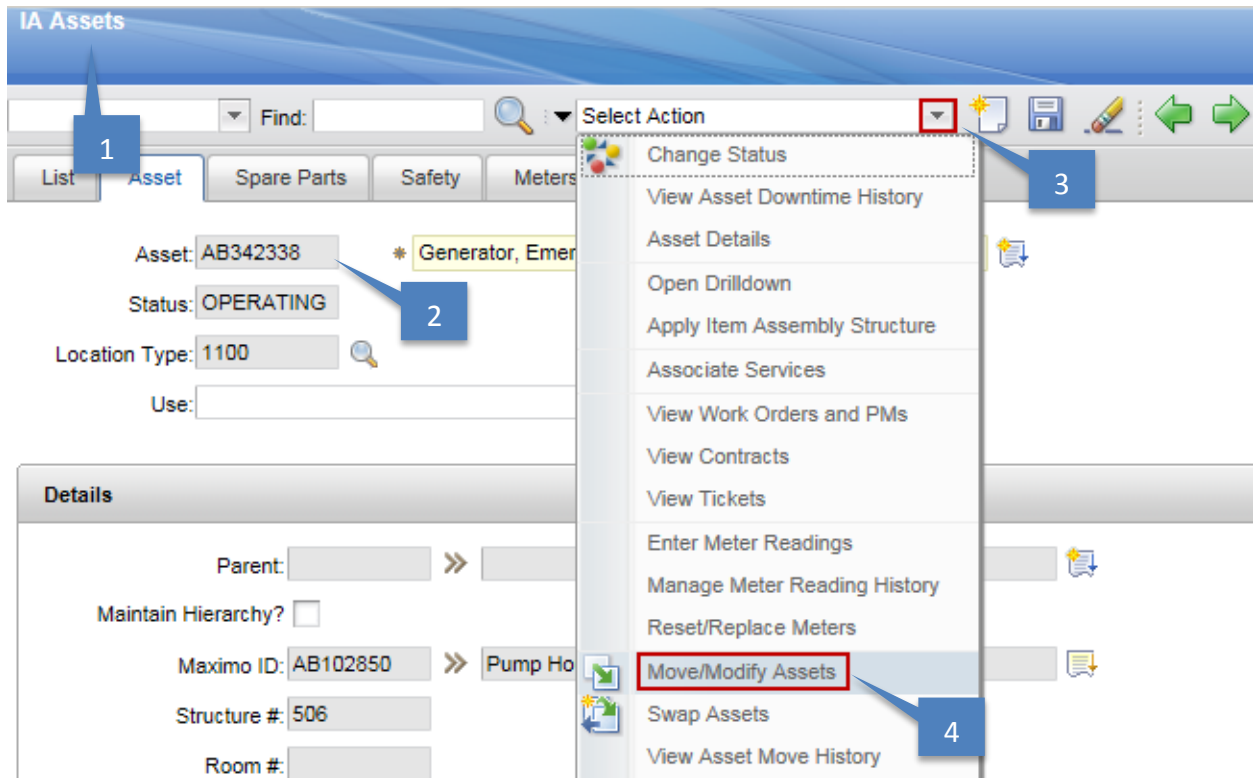 IA Assets
Find:
Select Action
1
3
List Asset Spare Parts Safety Meters
Change Status
View Asset Downtime History
Asset Details
Open Drilldown
Apply Item Assembly Structure
Associate Services
View Work Orders and PMs
View Contracts
View Tickets
Enter Meter Readings
Manage Meter Reading History
Reset/Replace Meters
Move/Modify Assets
Swap Assets
View Asset Move History
Asset: AB342338 * Generator, Emer
2
Status: OPERATING
Location Type: 1100
Use:
Details
Parent:
Maintain Hierarchy?
Maximo ID: AB102850 Pump Ho
Structure #: 506
4
Room #: